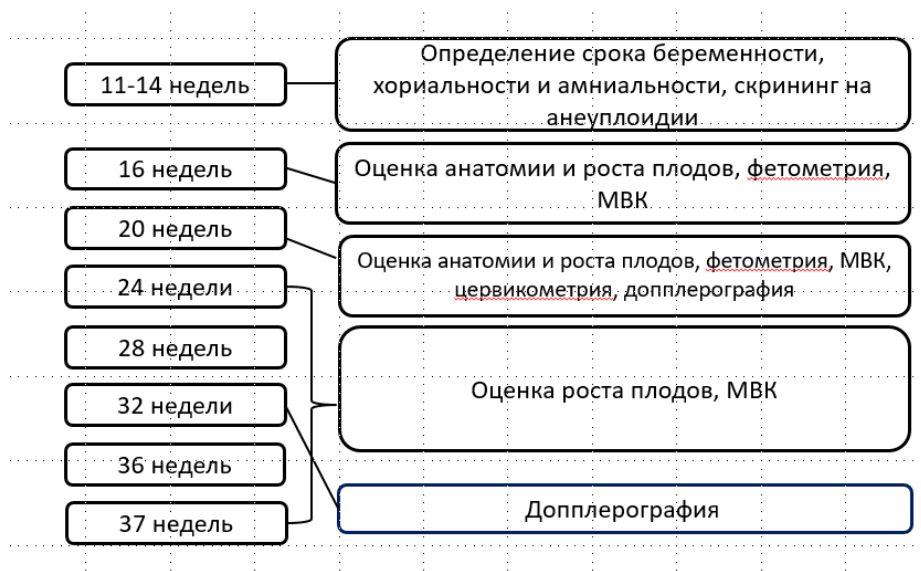 11-14 недель
Определение срока беременности,
хориальности и амниальности, скрининг на
анеуплоидии
16 недель
Оценка анатомии и роста плодов, фетометрия,
МВК
20 недель
Оценка анатомии и роста плодов, фетометрия, МВК,
цервикометрия, допплерография
24 недели
28 недель
32 недели
36 недель
37 недель
Оценка роста плодов, МВК
Допплерография